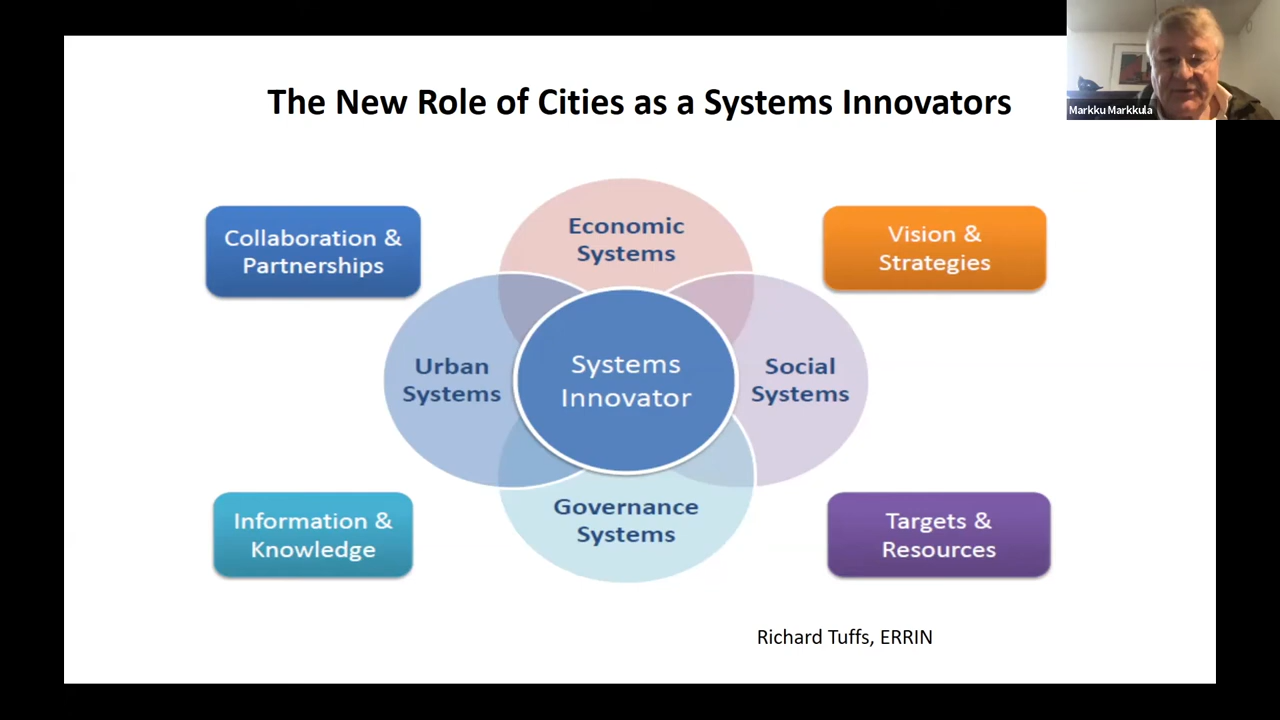 The New Role of Cities as a Systems Innovators
Markku Markkula
Economic
Systems
Collaboration &
Partnerships
Vision &
Strategies
Urban
Systems
Systems
Innovator
Social
Systems
Governance
Systems
Information &
Knowledge
Targets &
Resources
Richard Tuffs, ERRIN